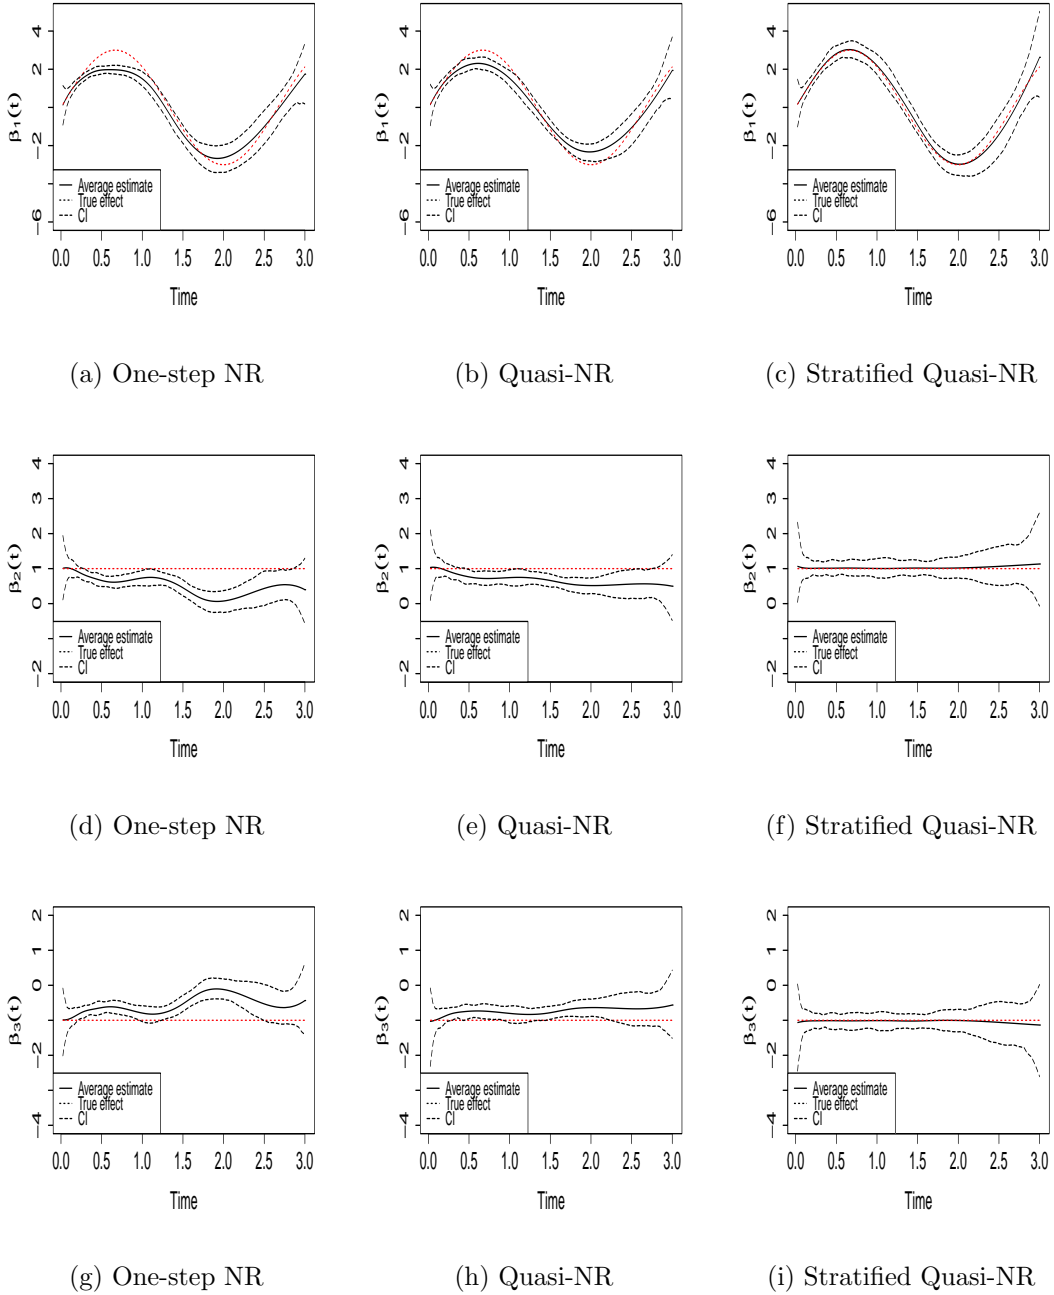 4
2
−2
−6
β₁(t)
Average estimate
True effect
CI
0.0 0.5 1.0 1.5 2.0 2.5 3.0
Time
(a) One-step NR
4
2
−2
−6
β₁(t)
Average estimate
True effect
CI
0.0 0.5 1.0 1.5 2.0 2.5 3.0
Time
(b) Quasi-NR
4
2
−2
−6
β₁(t)
Average estimate
True effect
CI
0.0 0.5 1.0 1.5 2.0 2.5 3.0
Time
(c) Stratified Quasi-NR
4
3
2
1
0
−2
β₂(t)
Average estimate
True effect
CI
0.0 0.5 1.0 1.5 2.0 2.5 3.0
Time
(d) One-step NR
4
3
2
1
0
−2
β₂(t)
Average estimate
True effect
CI
0.0 0.5 1.0 1.5 2.0 2.5 3.0
Time
(e) Quasi-NR
4
3
2
1
0
−2
β₂(t)
Average estimate
True effect
CI
0.0 0.5 1.0 1.5 2.0 2.5 3.0
Time
(f) Stratified Quasi-NR
2
1
0
−2
−4
β₃(t)
Average estimate
True effect
CI
0.0 0.5 1.0 1.5 2.0 2.5 3.0
Time
(g) One-step NR
2
1
0
−2
−4
β₃(t)
Average estimate
True effect
CI
0.0 0.5 1.0 1.5 2.0 2.5 3.0
Time
(h) Quasi-NR
2
1
0
−2
−4
β₃(t)
Average estimate
True effect
CI
0.0 0.5 1.0 1.5 2.0 2.5 3.0
Time
(i) Stratified Quasi-NR